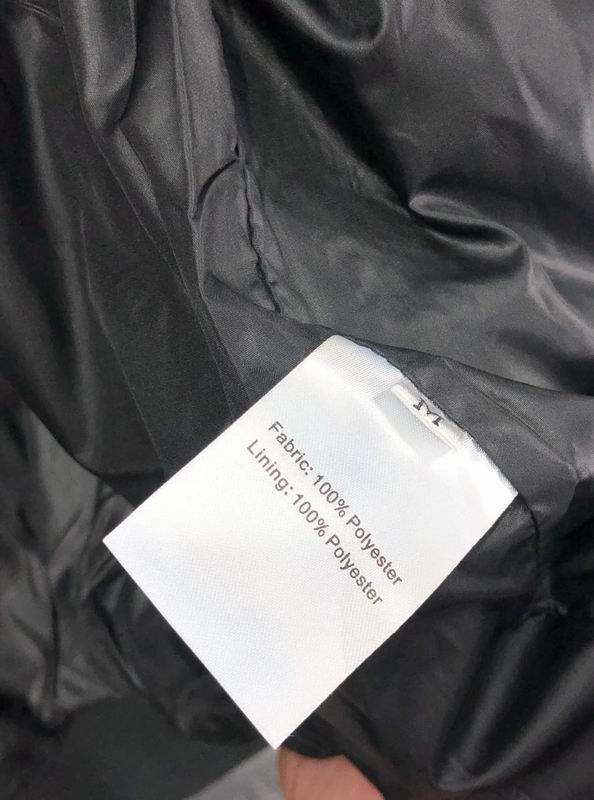 M
Fabric: 100% Polyester
Lining: 100% Polyester